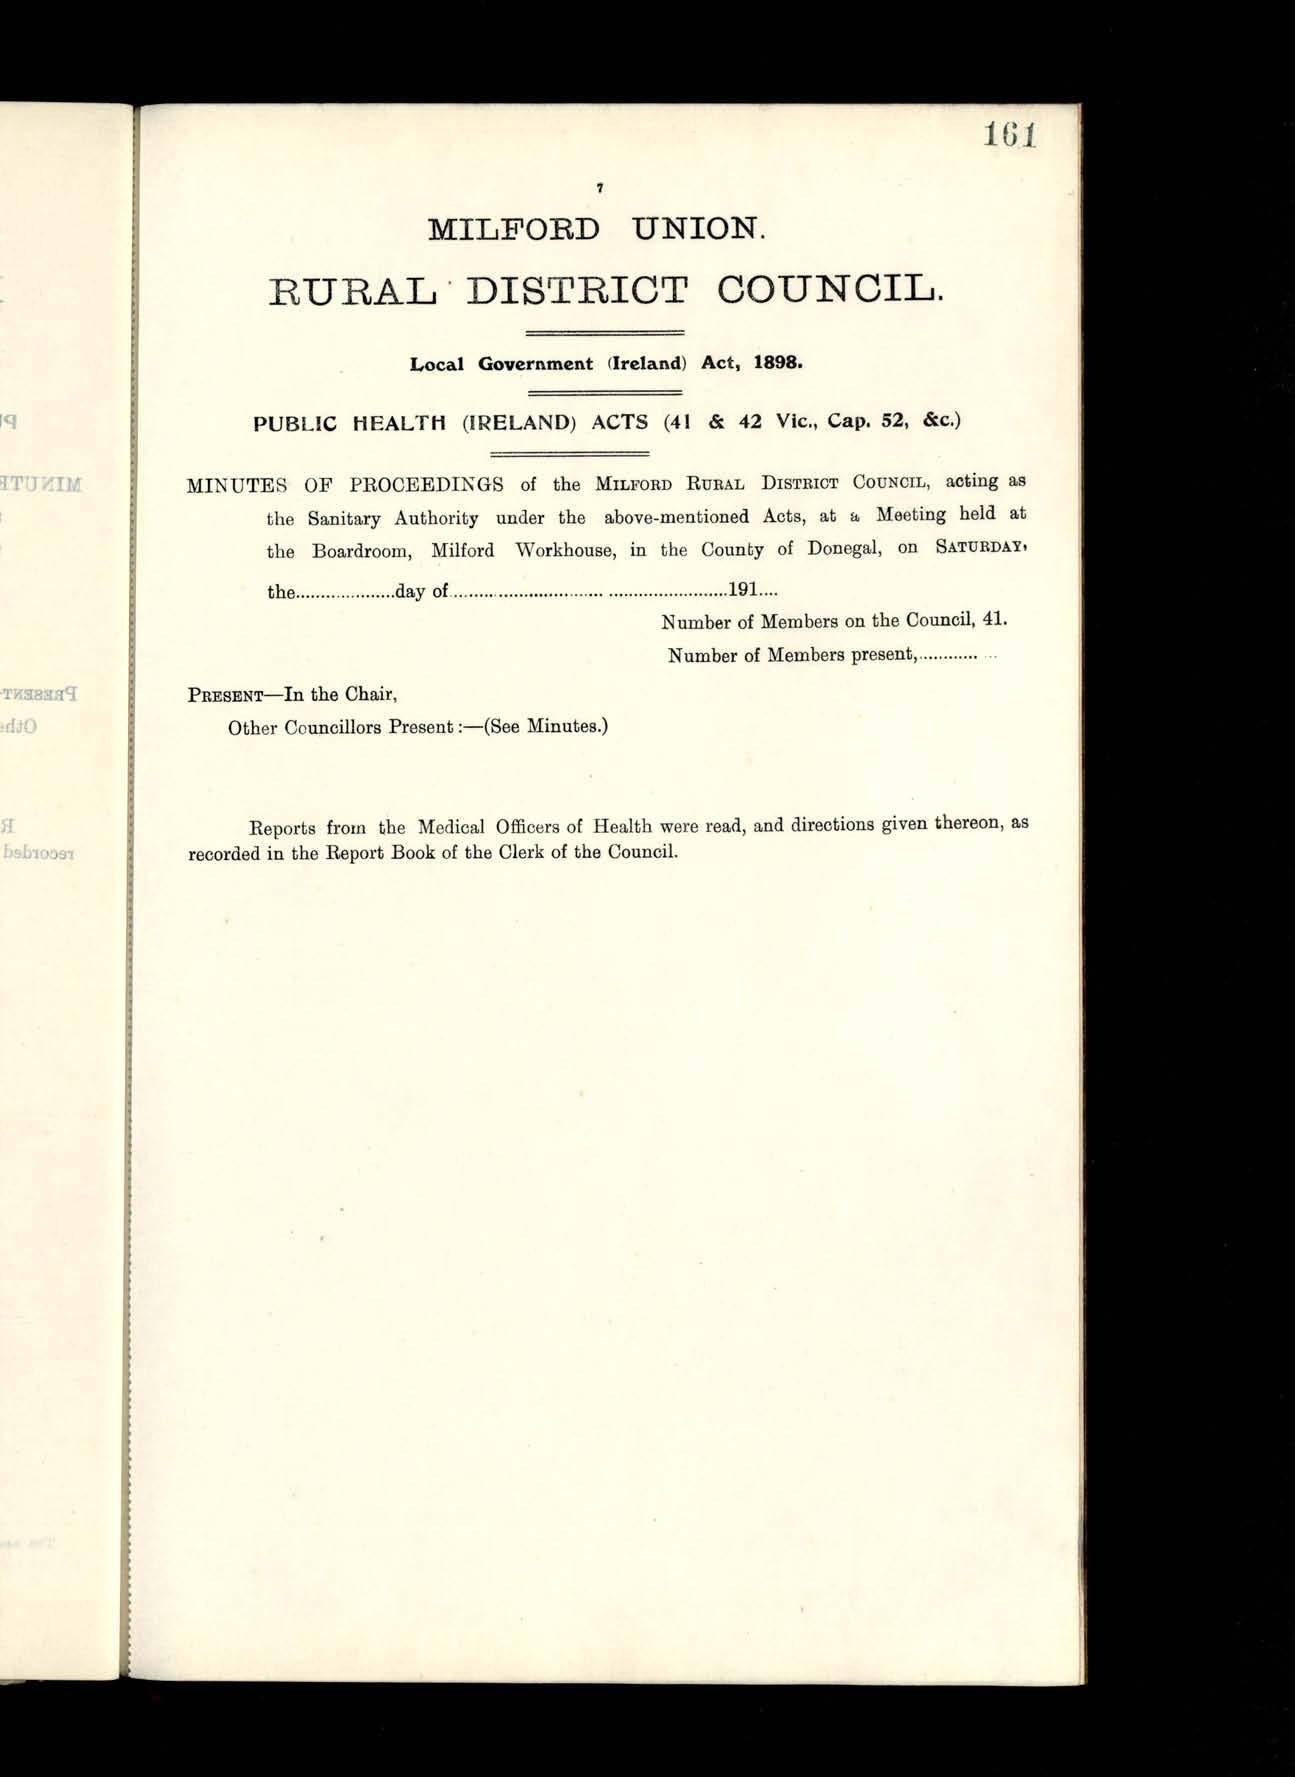 161
7
MILFORD UNION.
RURAL DISTRICT COUNCIL.
Local Government (Ireland) Act, 1898.
PUBLIC HEALTH (IRELAND) ACTS (41 & 42 Vic., Cap. 52, &c.)
MINUTES OF PROCEEDINGS of the MILFORD RURAL DISTRICT COUNCIL, acting as
the Sanitary Authority under the above-mentioned Acts, at a Meeting held at
the Boardroom, Milford Workhouse, in the County of Donegal, on SATURDAY,
the....................day of........................................................191....
Number of Members on the Council, 41.
Number of Members present,...............
PRESENT—In the Chair,
Other Councillors Present :—(See Minutes.)
Reports from the Medical Officers of Health were read, and directions given thereon, as
recorded in the Report Book of the Clerk of the Council.